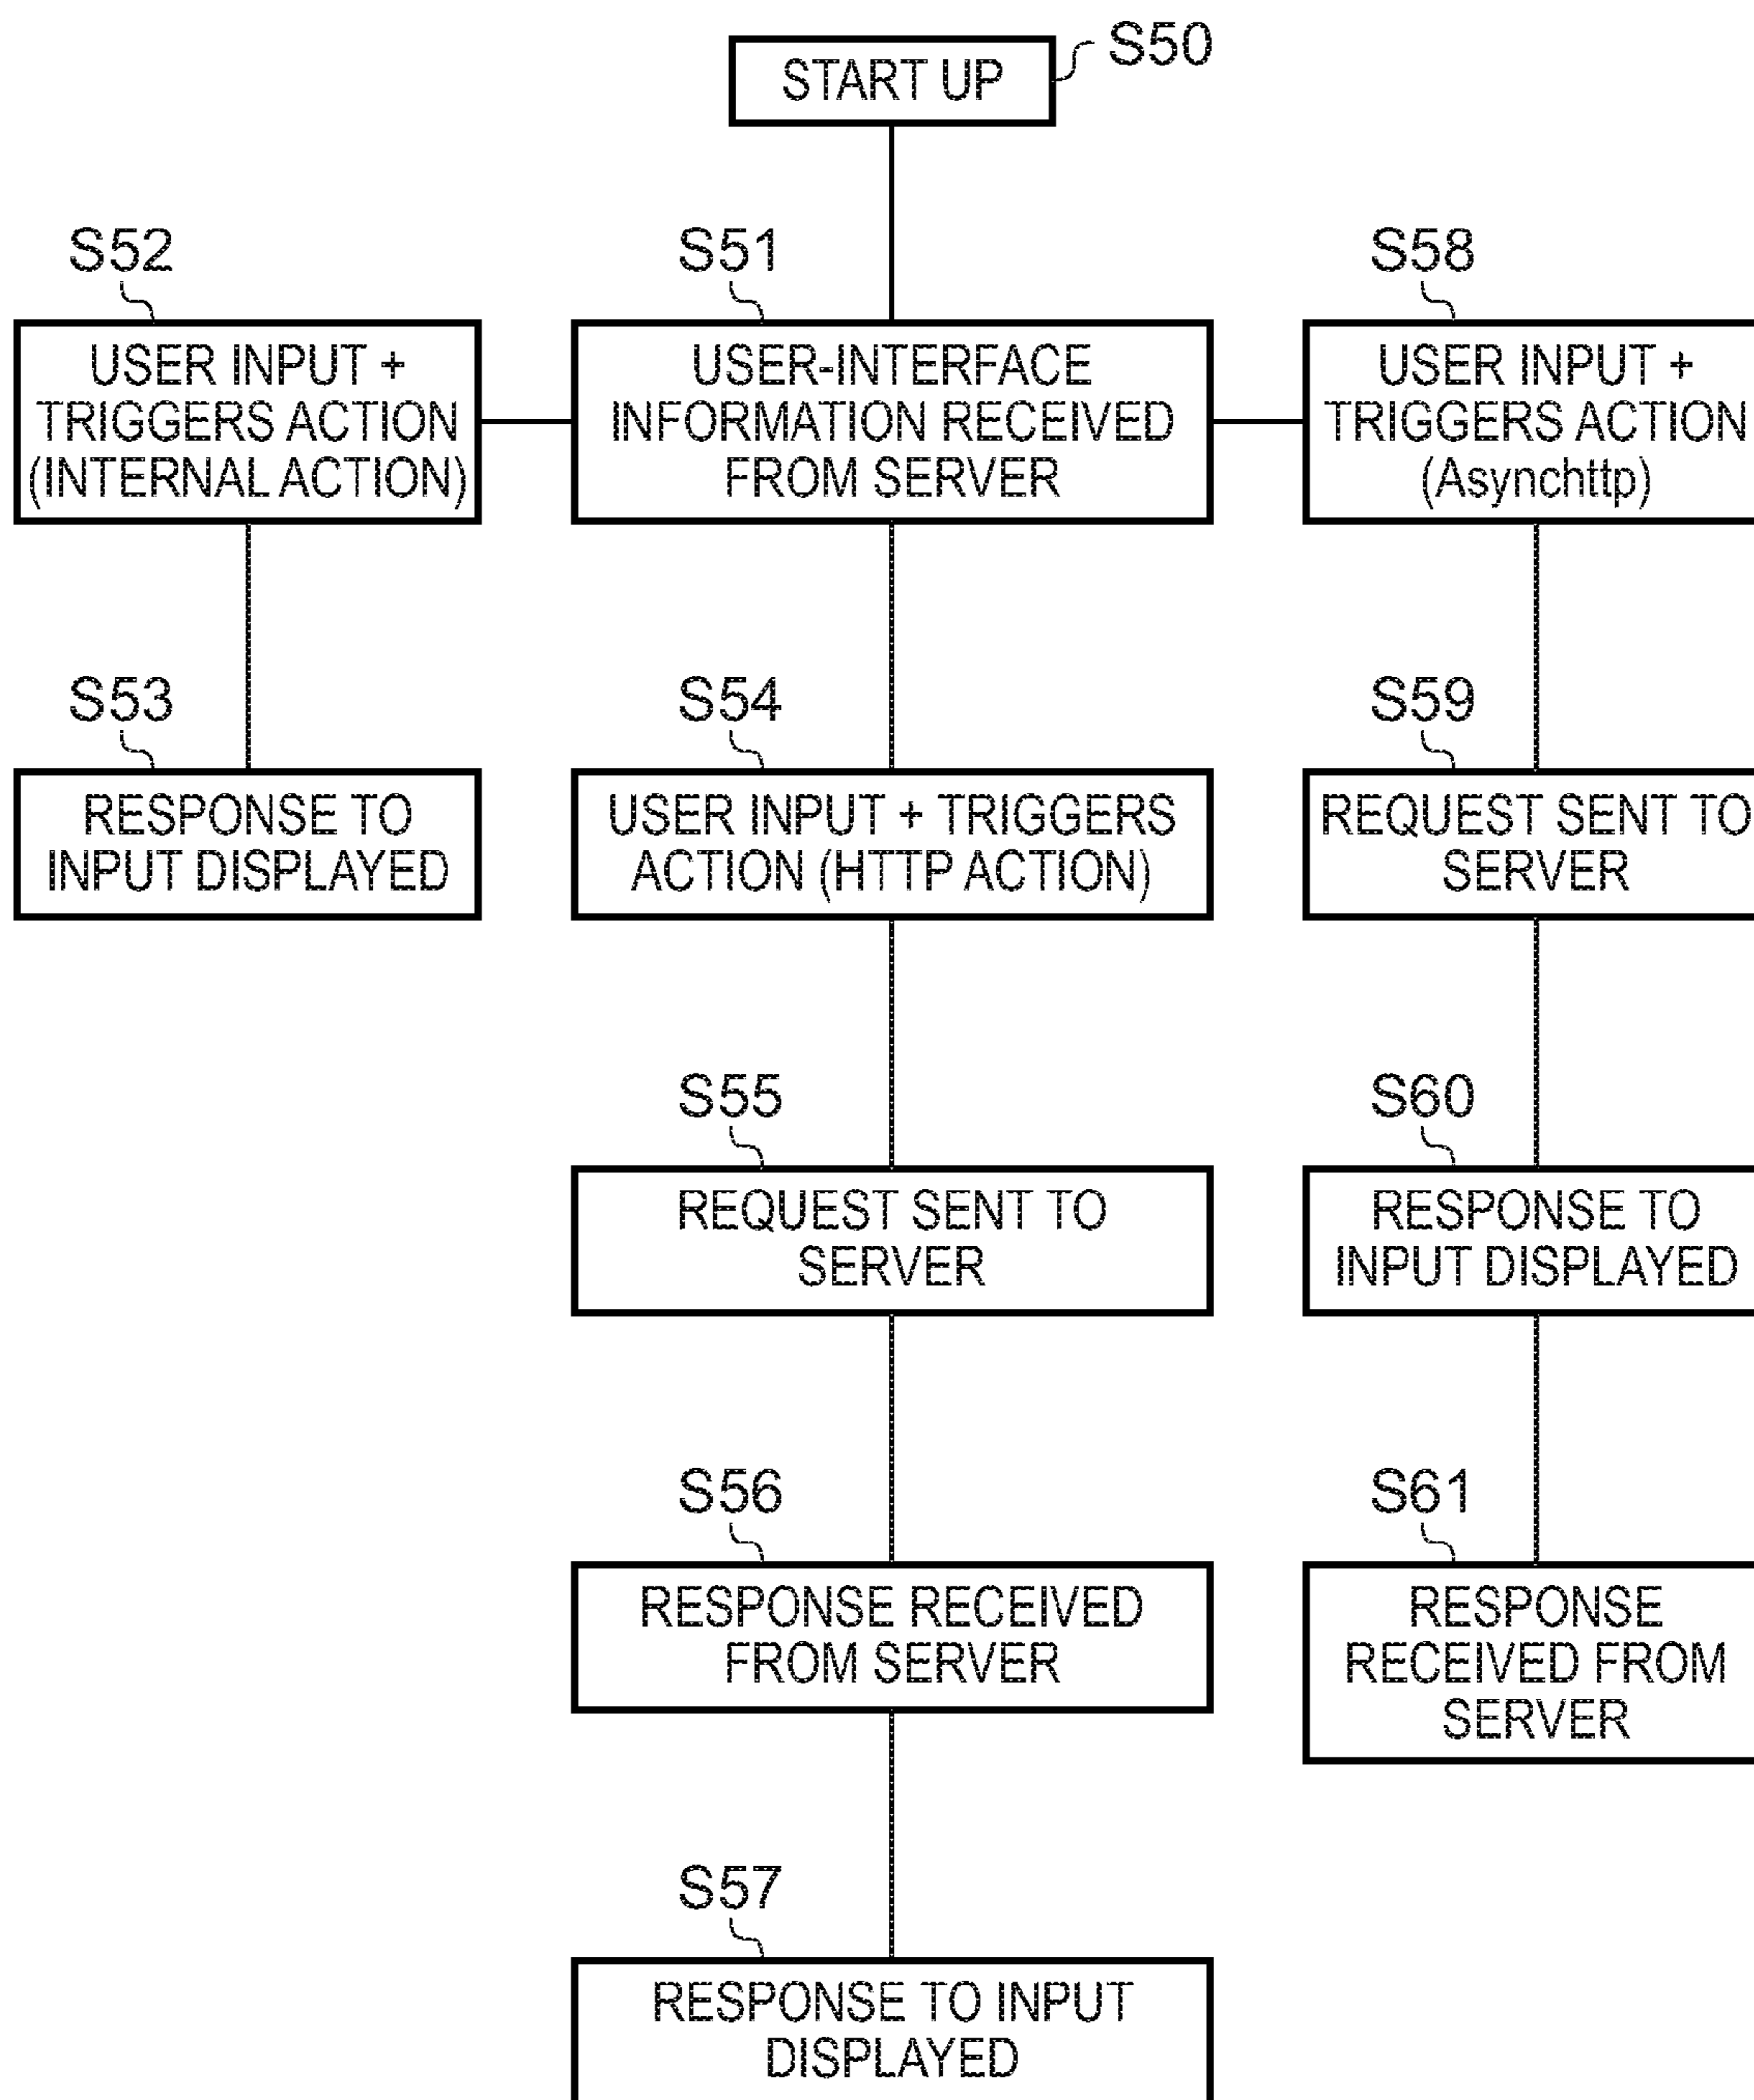 START UP
S50
S52
USER INPUT +
TRIGGERS ACTION
(INTERNAL ACTION)
S51
USER-INTERFACE
INFORMATION RECEIVED
FROM SERVER
S58
USER INPUT +
TRIGGERS ACTION
(Asynchttp)
S53
RESPONSE TO
INPUT DISPLAYED
S54
USER INPUT + TRIGGERS
ACTION (HTTP ACTION)
S59
REQUEST SENT TO
SERVER
S55
REQUEST SENT TO
SERVER
S60
RESPONSE TO
INPUT DISPLAYED
S56
RESPONSE RECEIVED
FROM SERVER
S61
RESPONSE
RECEIVED FROM
SERVER
S57
RESPONSE TO INPUT
DISPLAYED